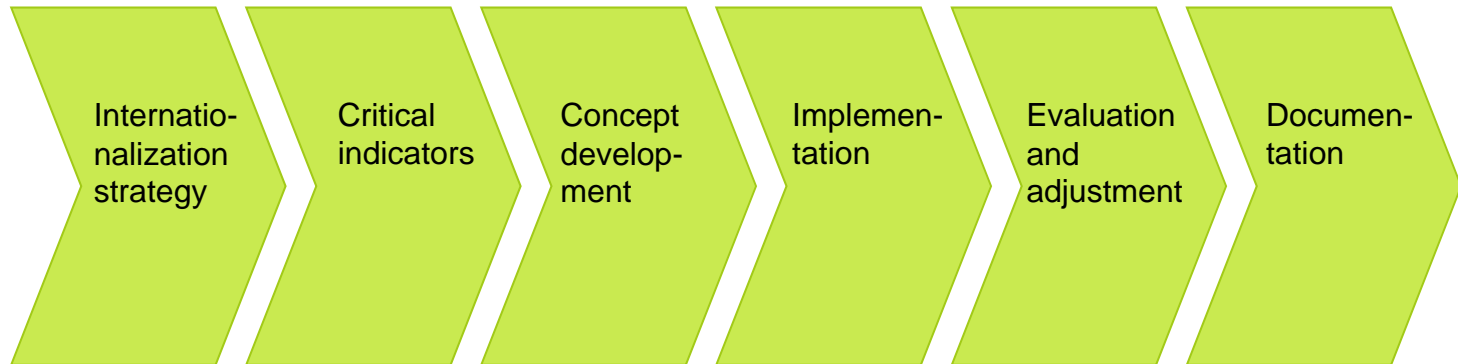 Internatio-
nalization
strategy
Critical
indicators
Concept
develop-
ment
Implemen-
tation
Evaluation
and
adjustment
Documen-
tation